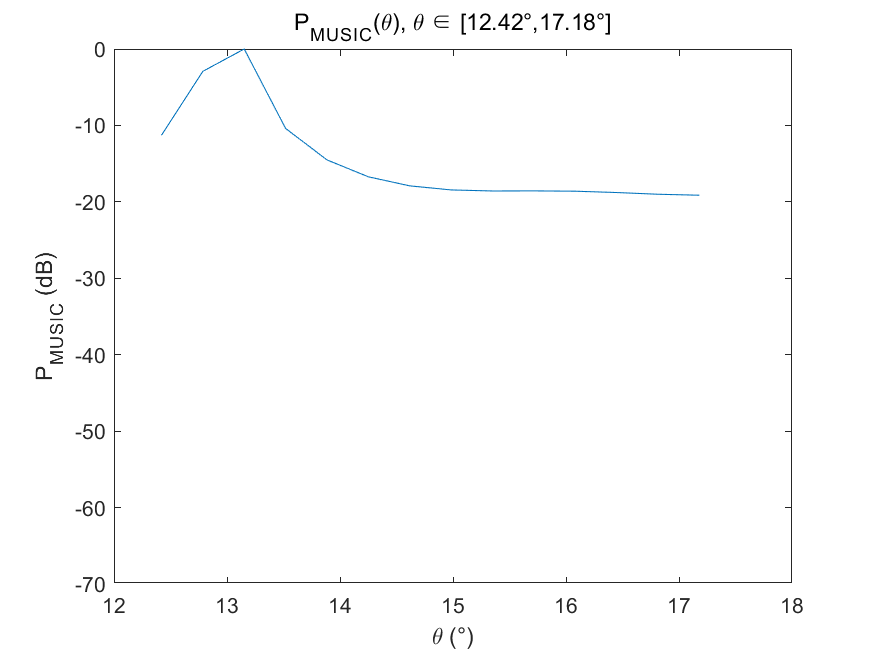 P_MUSIC(θ), θ ∈ [12.42°,17.18°]
0
-10
-20
-30
-40
-50
-60
-70
P_MUSIC (dB)
12 13 14 15 16 17 18
θ (°)